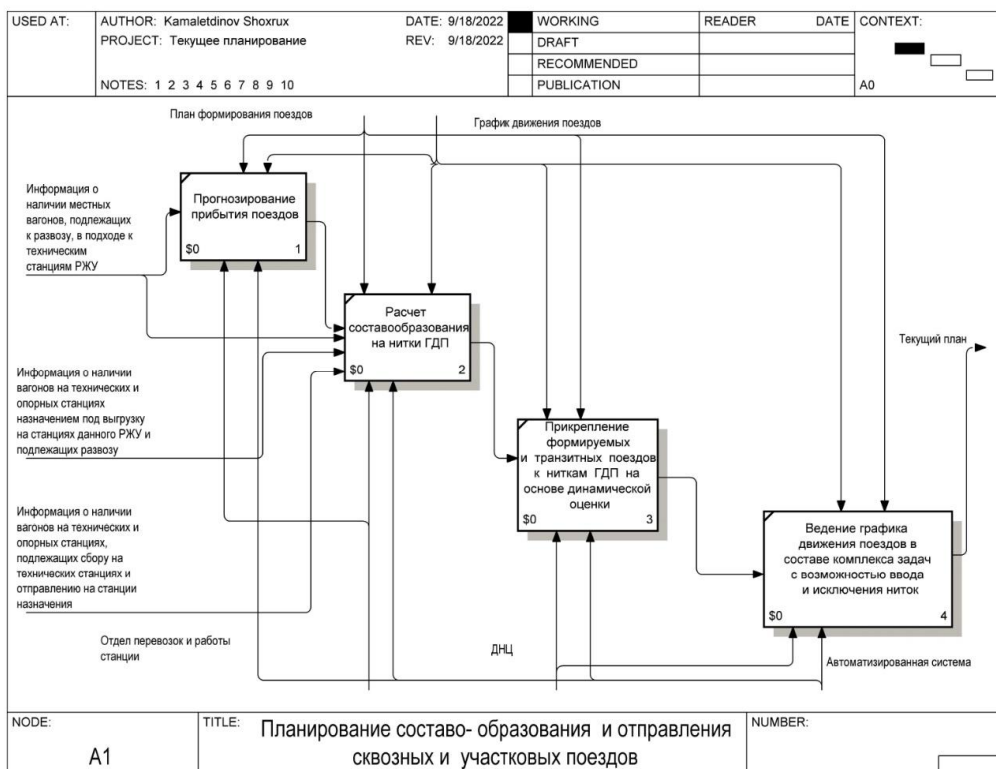 USED AT:
AUTHOR: Kamaletdinov Shoxrux
DATE: 9/18/2022
PROJECT: Текущее планирование
REV: 9/18/2022
NOTES: 1 2 3 4 5 6 7 8 9 10
WORKING
DRAFT
RECOMMENDED
PUBLICATION
READER
DATE
CONTEXT:
A0
План формирования поездов
График движения поездов
Информация о
наличии местных
вагонов, подлежащих
к развозу, в подходе к
техническим
станциям РЖУ
Прогнозирование
прибытия поездов
$0
1
Расчет
составообразования
на нитки ГДП
$0
2
Текущий план
Информация о наличии
вагонов на технических и
опорных станциях
назначением под выгрузку
на станциях данного РЖУ и
подлежащих развозу
Прикрепление
формируемых
и транзитных поездов
к ниткам ГДП на
основе динамической
оценки
$0
3
Информация о наличии
вагонов на технических и
опорных станциях,
подлежащих сбору на
технических станциях и
отправлению на станции
назначения
Ведение графика
движения поездов в
составе комплекса задач
с возможностью ввода
и исключения ниток
$0
4
Отдел перевозок и работы
станции
ДНЦ
Автоматизированная система
NODE:
A1
TITLE:
Планирование составо- образования и отправления
сквозных и участковых поездов
NUMBER: